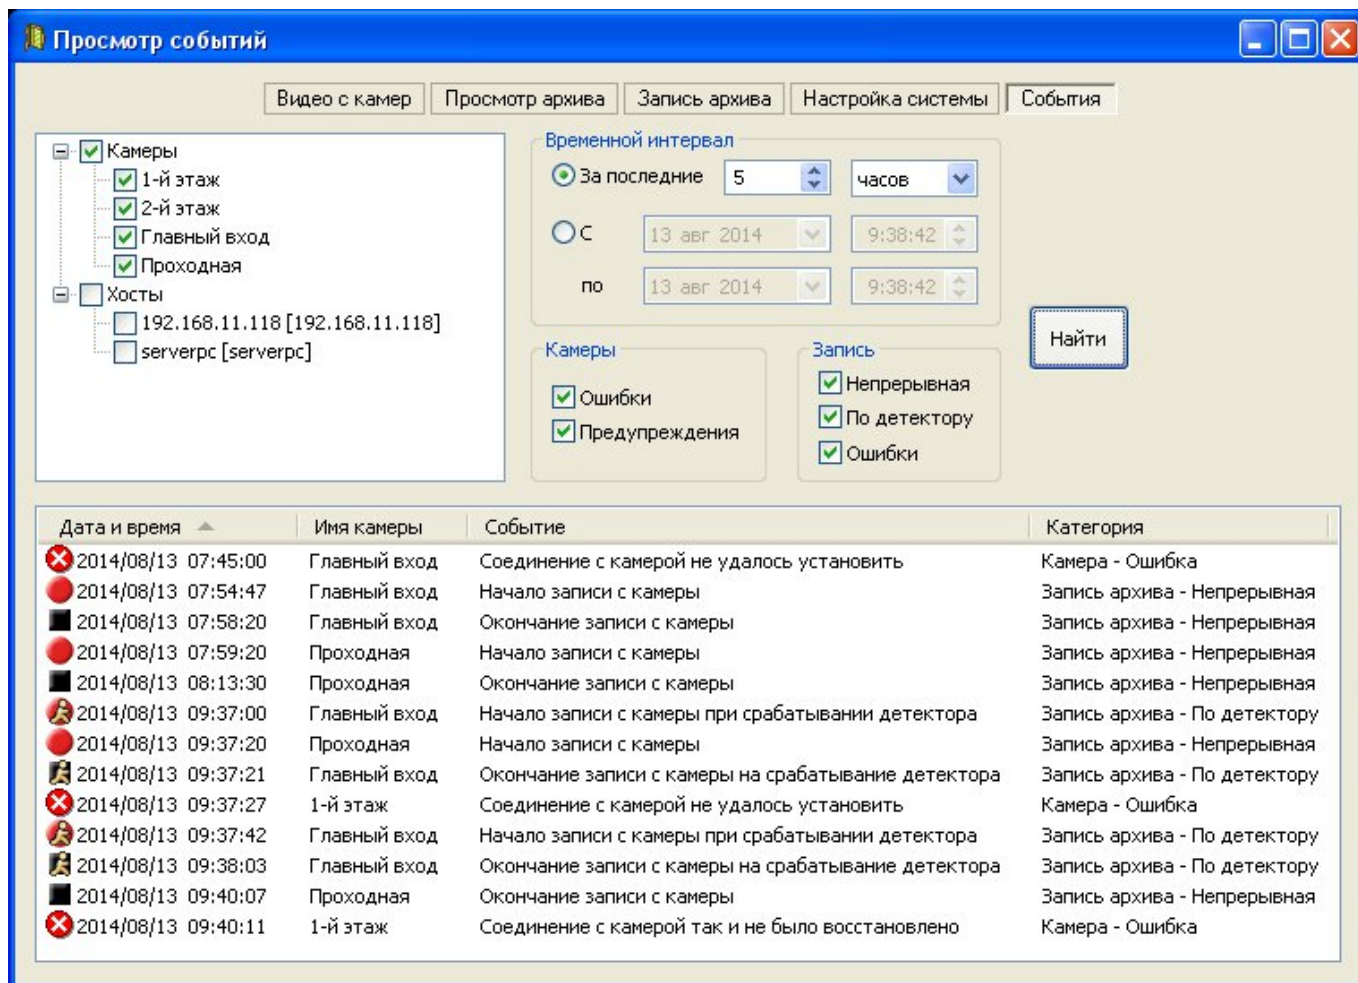 Просмотр событий
Видео с камер Просмотр архива Запись архива Настройка системы События
Камеры
1-й этаж
2-й этаж
Главный вход
Проходная
Хосты
192.168.11.118 [192.168.11.118]
serverpc [serverpc]
Временной интервал
За последние 5 часов
С 13 авг 2014 9:38:42
по 13 авг 2014 9:38:42
Камеры
Ошибки
Предупреждения
Запись
Непрерывная
По детектору
Ошибки
Найти
Дата и время Имя камеры Событие Категория
2014/08/13 07:45:00 Главный вход Соединение с камерой не удалось установить Камера - Ошибка
2014/08/13 07:54:47 Главный вход Начало записи с камеры Запись архива - Непрерывная
2014/08/13 07:58:20 Главный вход Окончание записи с камеры Запись архива - Непрерывная
2014/08/13 07:59:20 Проходная Начало записи с камеры Запись архива - Непрерывная
2014/08/13 08:13:30 Проходная Окончание записи с камеры Запись архива - Непрерывная
2014/08/13 09:37:00 Главный вход Начало записи с камеры при срабатывании детектора Запись архива - По детектору
2014/08/13 09:37:20 Проходная Начало записи с камеры Запись архива - Непрерывная
2014/08/13 09:37:21 Главный вход Окончание записи с камеры на срабатывание детектора Запись архива - По детектору
2014/08/13 09:37:27 1-й этаж Соединение с камерой не удалось установить Камера - Ошибка
2014/08/13 09:37:42 Главный вход Начало записи с камеры при срабатывании детектора Запись архива - По детектору
2014/08/13 09:38:03 Главный вход Окончание записи с камеры на срабатывание детектора Запись архива - По детектору
2014/08/13 09:40:07 Проходная Окончание записи с камеры Запись архива - Непрерывная
2014/08/13 09:40:11 1-й этаж Соединение с камерой так и не было восстановлено Камера - Ошибка